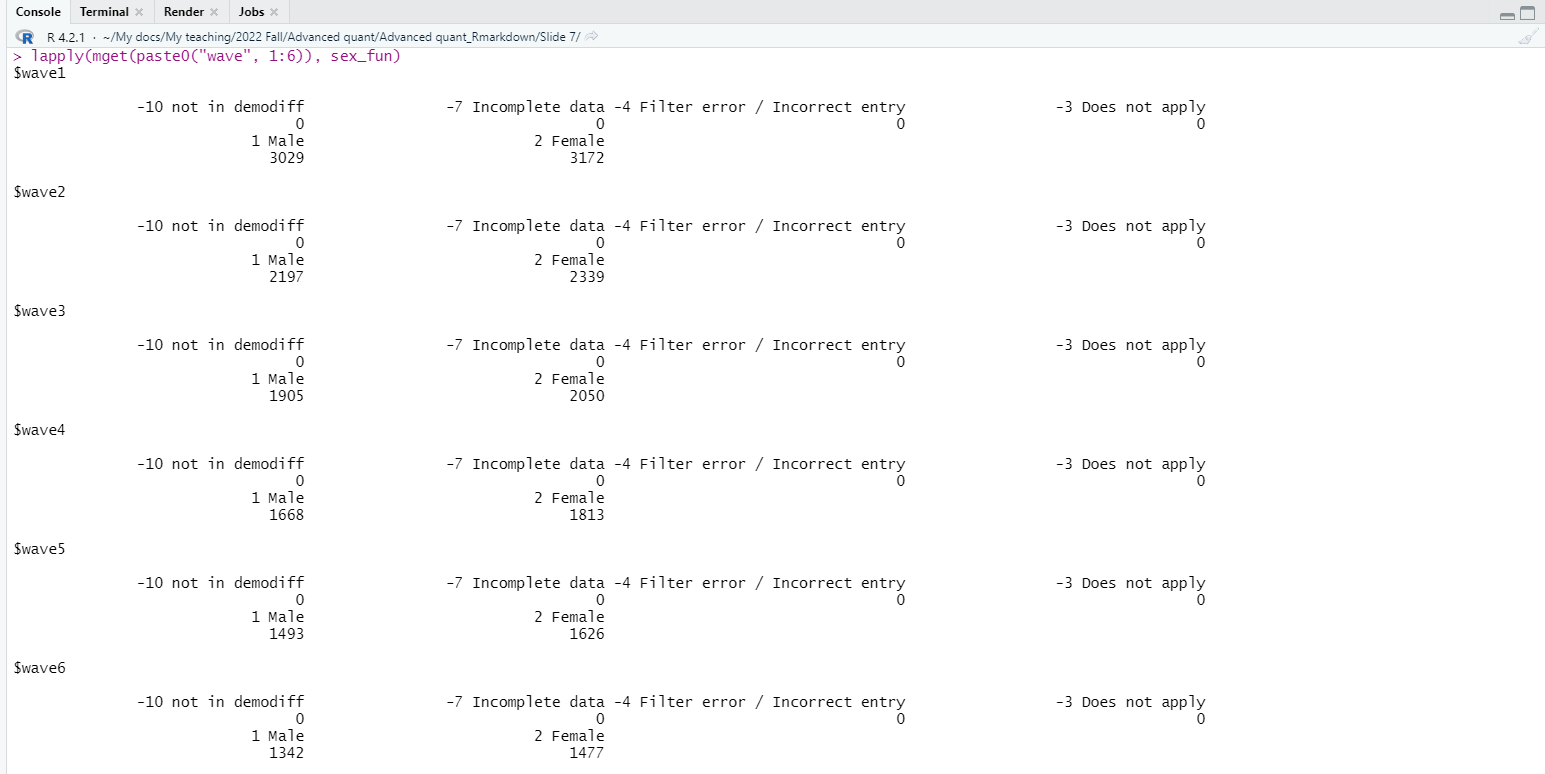 Console Terminal × Render × Jobs ×
R R 4.2.1 · ~/My docs/My teaching/2022 Fall/Advanced quant/Advanced quant_Rmarkdown/Slide 7/
> lapply(mget(paste0("wave", 1:6)), sex_fun)
$wave1
-10 not in demodiff -7 Incomplete data -4 Filter error / Incorrect entry -3 Does not apply
0 0 0 0
1 Male 2 Female
3029 3172
$wave2
-10 not in demodiff -7 Incomplete data -4 Filter error / Incorrect entry -3 Does not apply
0 0 0 0
1 Male 2 Female
2197 2339
$wave3
-10 not in demodiff -7 Incomplete data -4 Filter error / Incorrect entry -3 Does not apply
0 0 0 0
1 Male 2 Female
1905 2050
$wave4
-10 not in demodiff -7 Incomplete data -4 Filter error / Incorrect entry -3 Does not apply
0 0 0 0
1 Male 2 Female
1668 1813
$wave5
-10 not in demodiff -7 Incomplete data -4 Filter error / Incorrect entry -3 Does not apply
0 0 0 0
1 Male 2 Female
1493 1626
$wave6
-10 not in demodiff -7 Incomplete data -4 Filter error / Incorrect entry -3 Does not apply
0 0 0 0
1 Male 2 Female
1342 1477